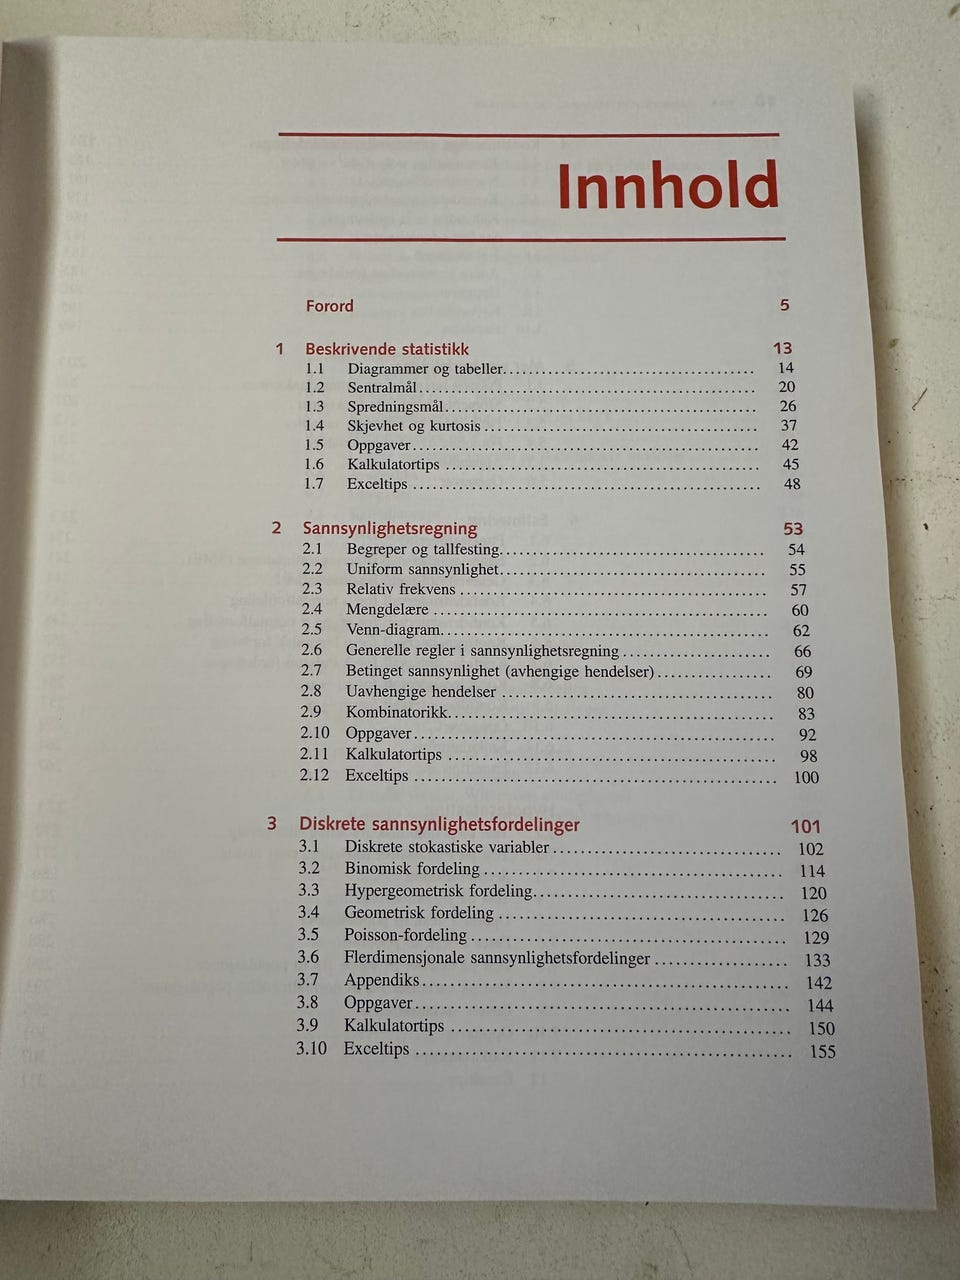 Innhold
Forord 5
1 Beskrivende statistikk 13
1.1 Diagrammer og tabeller 14
1.2 Sentralmål 20
1.3 Spredningsmål 26
1.4 Skjevhet og kurtosis 37
1.5 Oppgaver 42
1.6 Kalkulatortips 45
1.7 Exceltips 48
2 Sannsynlighetsregning 53
2.1 Begreper og tallfesting 54
2.2 Uniform sannsynlighet 55
2.3 Relativ frekvens 57
2.4 Mengdelære 60
2.5 Venn-diagram 62
2.6 Generelle regler i sannsynlighetsregning 66
2.7 Betinget sannsynlighet (avhengige hendelser) 69
2.8 Uavhengige hendelser 80
2.9 Kombinatorikk 83
2.10 Oppgaver 92
2.11 Kalkulatortips 98
2.12 Exceltips 100
3 Diskrete sannsynlighetsfordelinger 101
3.1 Diskrete stokastiske variabler 102
3.2 Binomisk fordeling 114
3.3 Hypergeometrisk fordeling 120
3.4 Geometrisk fordeling 126
3.5 Poisson-fordeling 129
3.6 Flerdimensjonale sannsynlighetsfordelinger 133
3.7 Appendiks 142
3.8 Oppgaver 144
3.9 Kalkulatortips 150
3.10 Exceltips 155